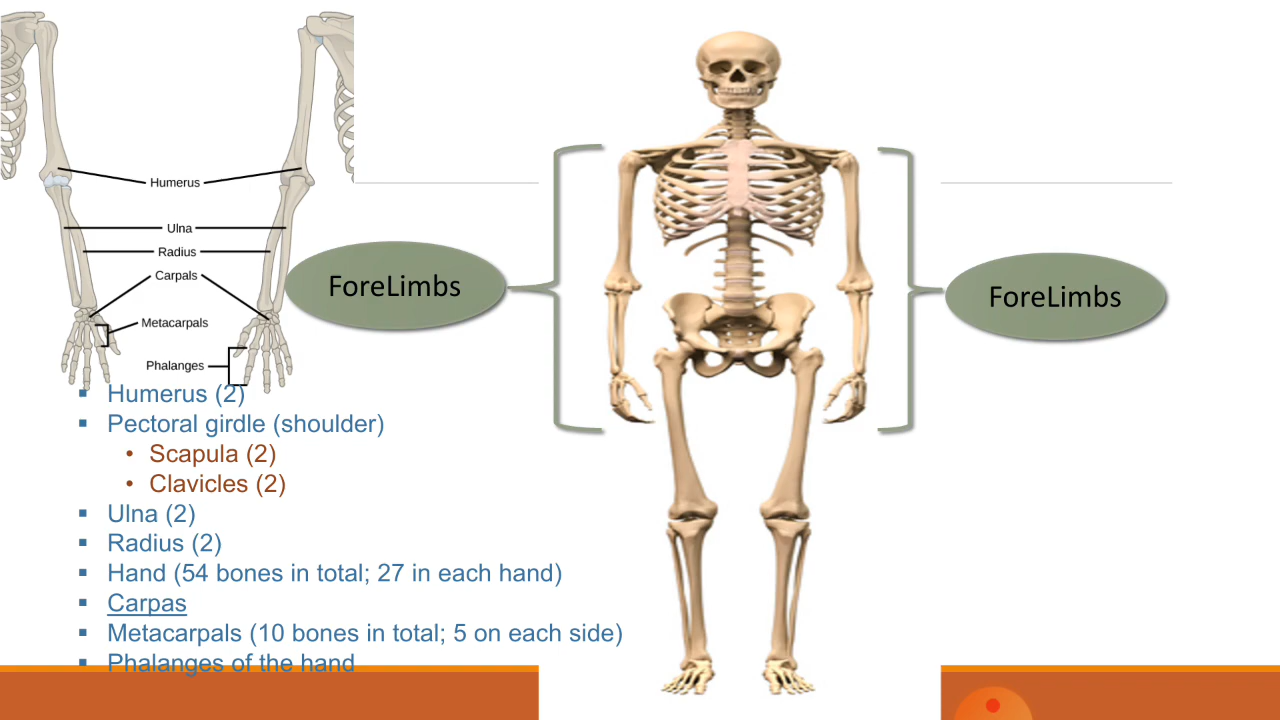 Humerus
Ulna
Radius
Carpals
Metacarpals
Phalanges
ForeLimbs
ForeLimbs
▪ Humerus (2)
▪ Pectoral girdle (shoulder)
• Scapula (2)
• Clavicles (2)
▪ Ulna (2)
▪ Radius (2)
▪ Hand (54 bones in total; 27 in each hand)
▪ Carpas
▪ Metacarpals (10 bones in total; 5 on each side)
▪ Phalanges of the hand